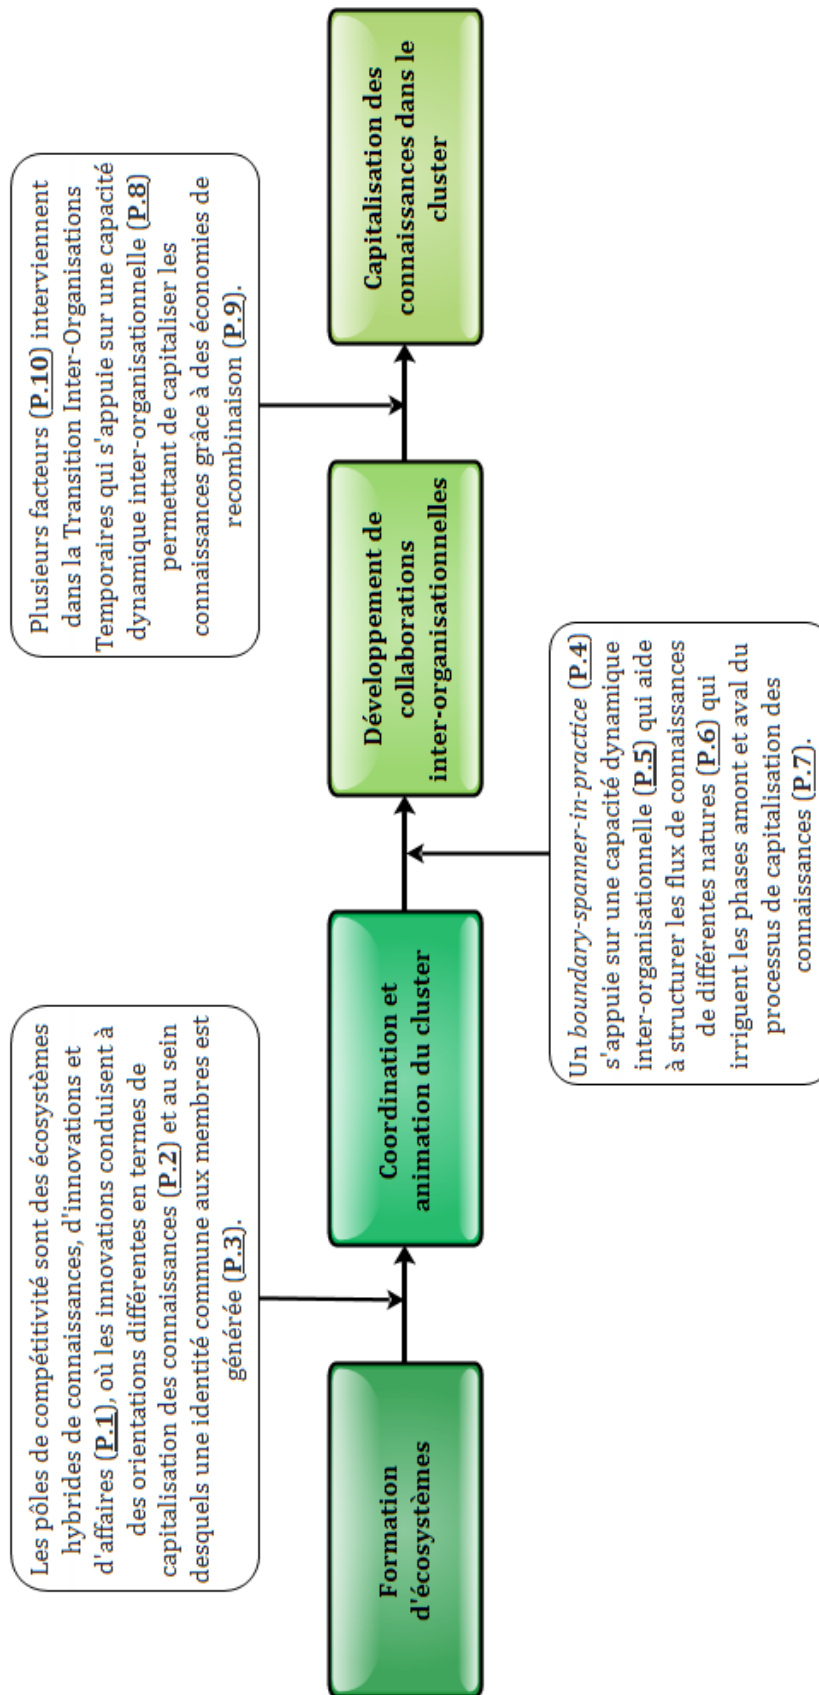 Les pôles de compétitivité sont des écosystèmes
hybrides de connaissances, d'innovations et
d'affaires (P.1), où les innovations conduisent à
des orientations différentes en termes de
capitalisation des connaissances (P.2) et au sein
desquels une identité commune aux membres est
générée (P.3).
Plusieurs facteurs (P.10) interviennent
dans la Transition Inter-Organisations
Temporaires qui s'appuie sur une capacité
dynamique inter-organisationnelle (P.8)
permettant de capitaliser les
connaissances grâce à des économies de
recombinaison (P.9).
Formation
d'écosystèmes
Coordination et
animation du cluster
Développement de
collaborations
inter-organisationnelles
Capitalisation des
connaissances dans le
cluster
Un boundary-spanner-in-practice (P.4)
s'appuie sur une capacité dynamique
inter-organisationnelle (P.5) qui aide
à structurer les flux de connaissances
de différentes natures (P.6) qui
irriguent les phases amont et aval du
processus de capitalisation des
connaissances (P.7).